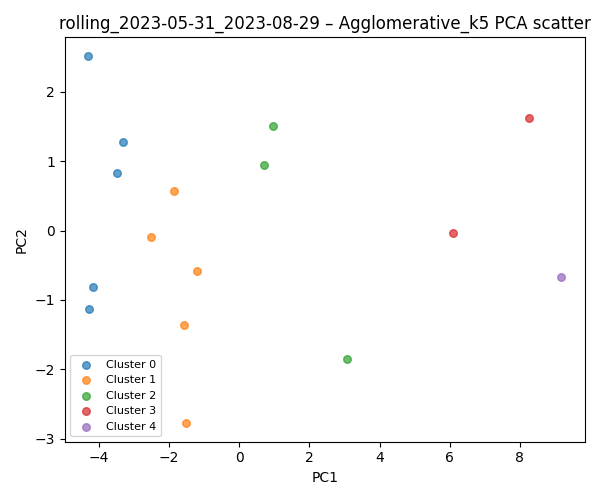 rolling_2023-05-31_2023-08-29 – Agglomerative_k5 PCA scatter
PC2
2
1
0
−1
−2
−3
Cluster 0
Cluster 1
Cluster 2
Cluster 3
Cluster 4
−4 −2 0 2 4 6 8
PC1